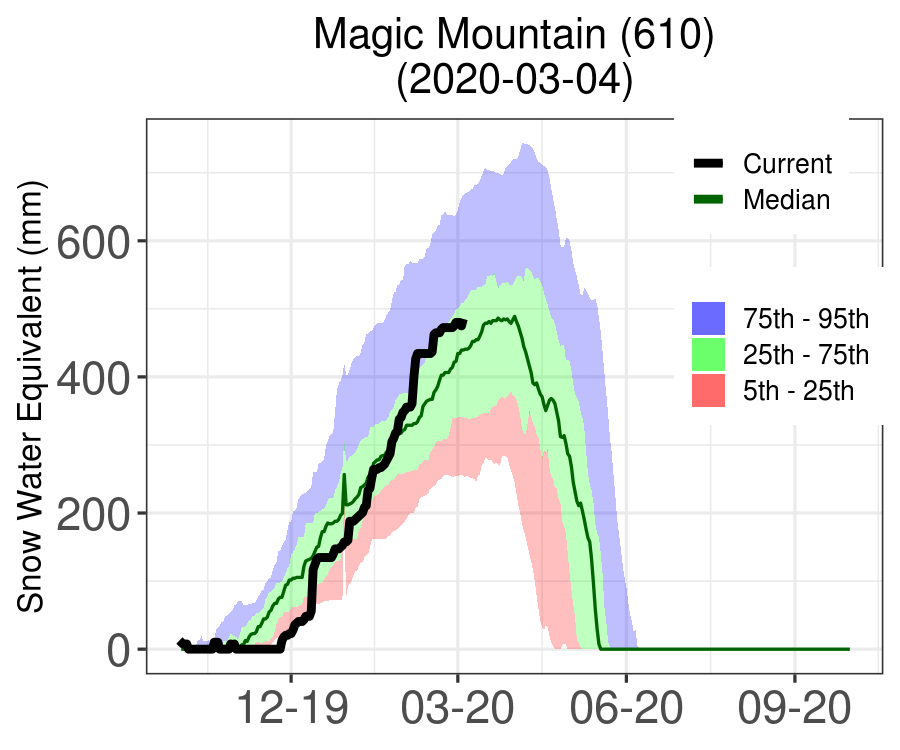 Magic Mountain (610)
(2020-03-04)
Snow Water Equivalent (mm)
600
400
200
0
12-19
03-20
06-20
09-20
Current
Median
75th - 95th
25th - 75th
5th - 25th